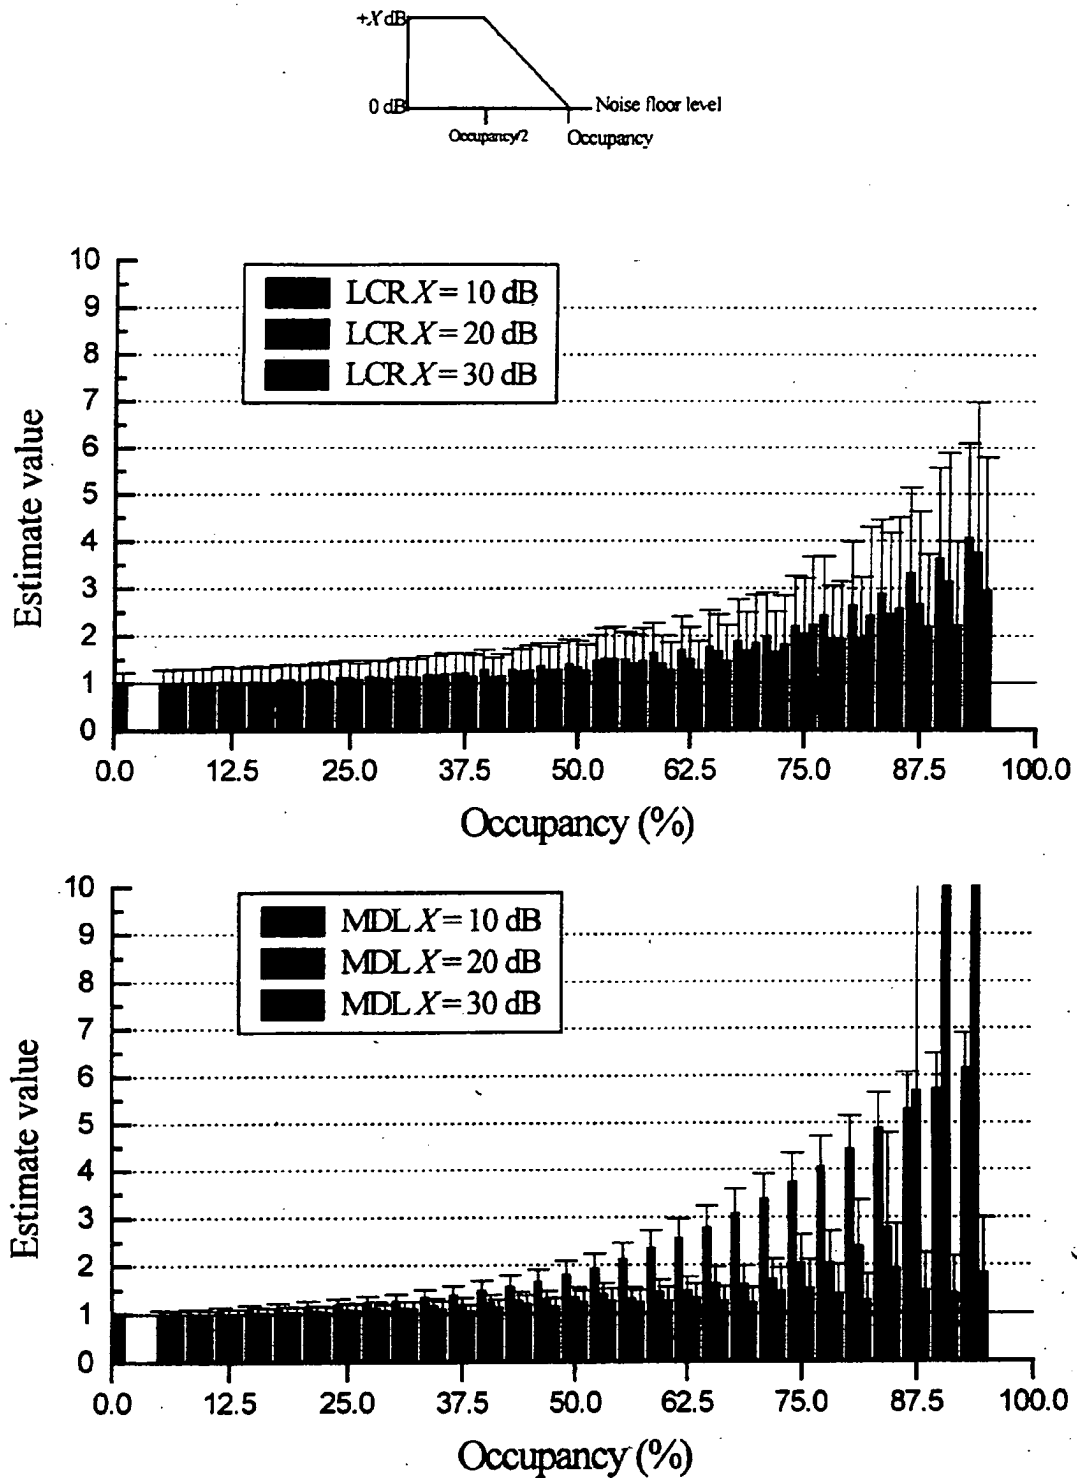 +X dB
0 dB
Noise floor level
Occupancy/2
Occupancy
10
9
8
7
6
5
4
3
2
1
0
Estimate value
LCR X = 10 dB
LCR X = 20 dB
LCR X = 30 dB
0.0 12.5 25.0 37.5 50.0 62.5 75.0 87.5 100.0
Occupancy (%)
10
9
8
7
6
5
4
3
2
1
0
Estimate value
MDL X = 10 dB
MDL X = 20 dB
MDL X = 30 dB
0.0 12.5 25.0 37.5 50.0 62.5 75.0 87.5 100.0
Occupancy (%)